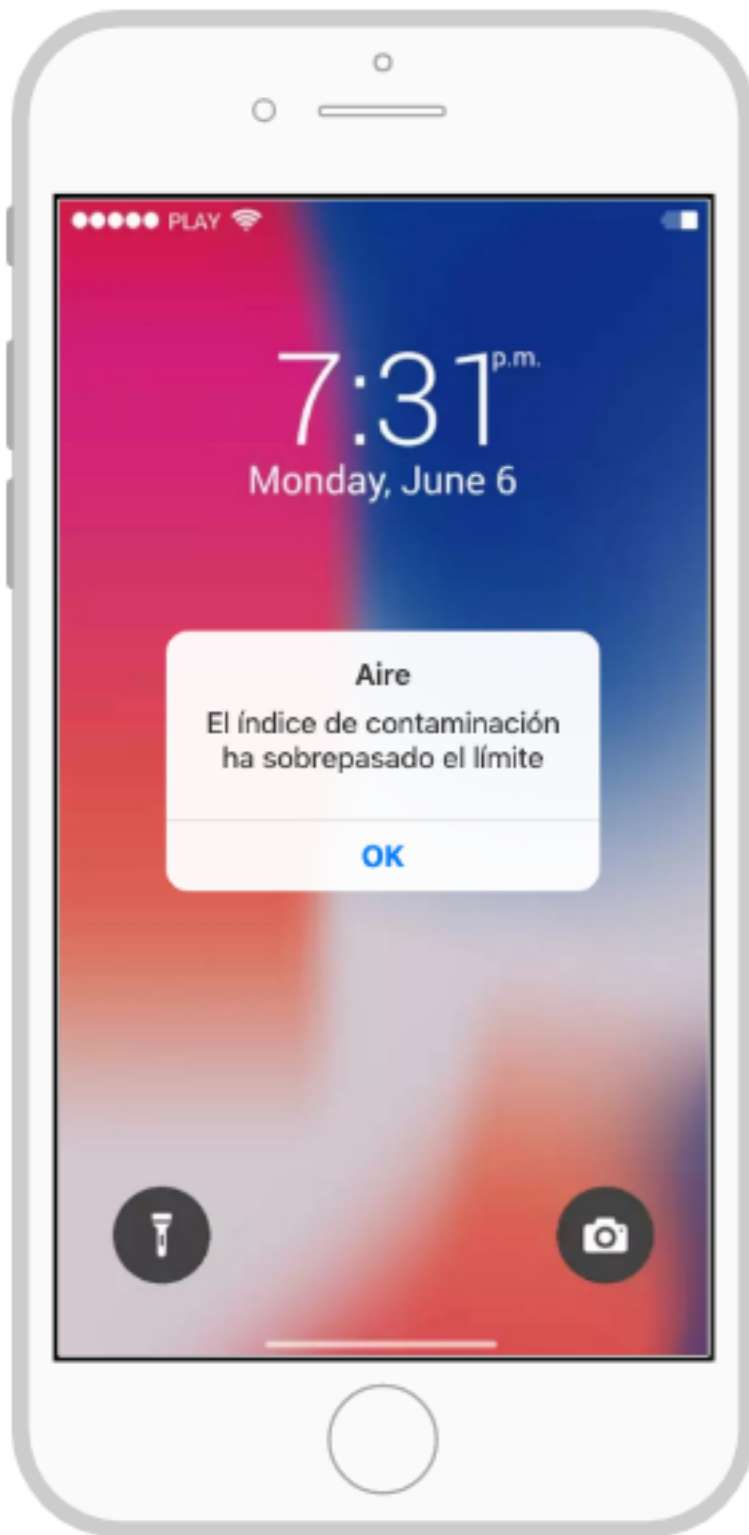 PLAY
7:31 p.m.
Monday, June 6
Aire
El índice de contaminación
ha sobrepasado el límite
OK